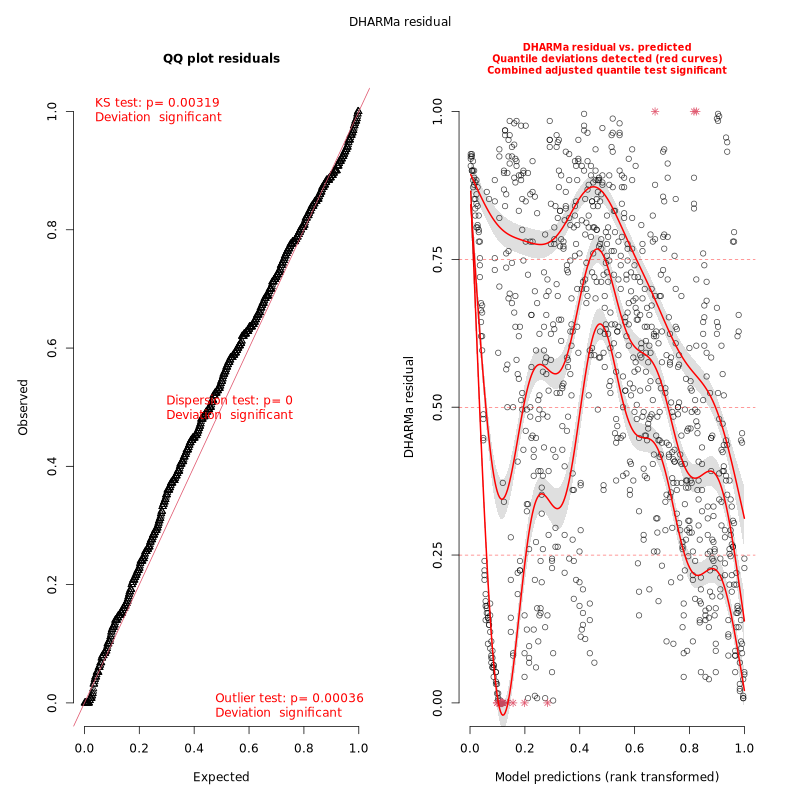 DHARMa residual
QQ plot residuals
KS test: p= 0.00319
Deviation  significant
Dispersion test: p= 0
Deviation  significant
Outlier test: p= 0.00036
Deviation  significant
Observed
0.0
0.2
0.4
0.6
0.8
1.0
0.0 0.2 0.4 0.6 0.8 1.0
Expected
DHARMa residual vs. predicted
Quantile deviations detected (red curves)
Combined adjusted quantile test significant
DHARMa residual
0.00
0.25
0.50
0.75
1.00
0.0 0.2 0.4 0.6 0.8 1.0
Model predictions (rank transformed)